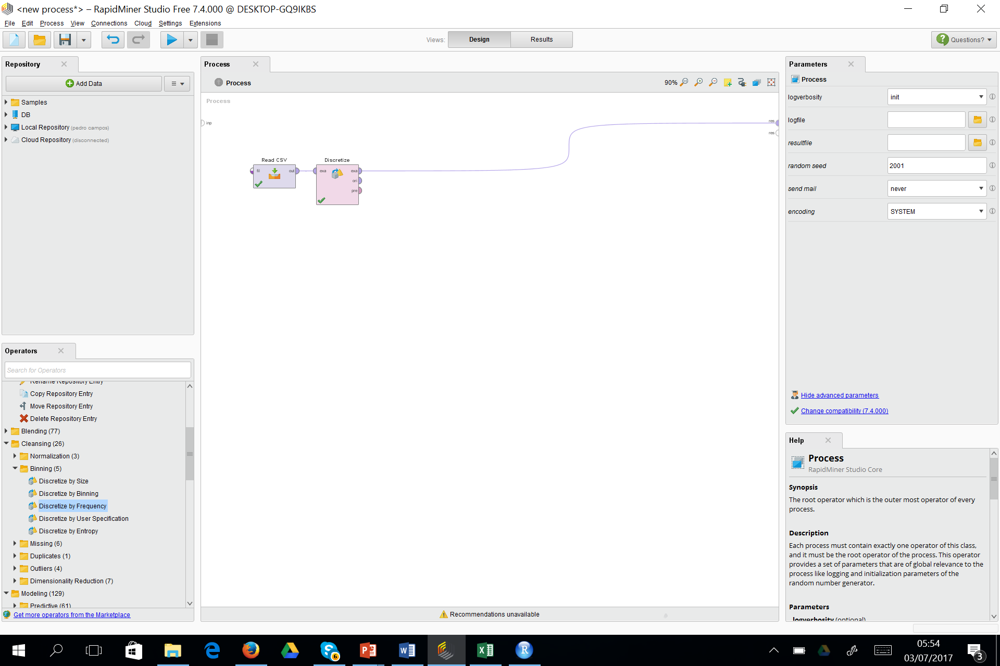 <new process*> – RapidMiner Studio Free 7.4.000 @ DESKTOP-GQ9IKBS
File Edit Process View Connections Cloud Settings Extensions
Views: Design Results
Questions?
Repository
Add Data
Samples
DB
Local Repository (pedro campos)
Cloud Repository (disconnected)
Operators
Search for Operators
Rename Repository Entry
Copy Repository Entry
Move Repository Entry
Delete Repository Entry
Blending (77)
Cleansing (26)
Normalization (3)
Binning (5)
Discretize by Size
Discretize by Binning
Discretize by Frequency
Discretize by User Specification
Discretize by Entropy
Missing (6)
Duplicates (1)
Outliers (4)
Dimensionality Reduction (7)
Modeling (129)
Predictive (61)
Get more operators from the Marketplace
Process
Process
90%
Process
inp
res
res
Read CSV
fil out
Discretize
exa exa
ori
pre
Recommendations unavailable
Parameters
Process
logverbosity init
logfile
resultfile
random seed 2001
send mail never
encoding SYSTEM
Hide advanced parameters
Change compatibility (7.4.000)
Help
Process
RapidMiner Studio Core
Synopsis
The root operator which is the outer most operator of every
process.
Description
Each process must contain exactly one operator of this class,
and it must be the root operator of the process. This operator
provides a set of parameters that are of global relevance to the
process like logging and initialization parameters of the
random number generator.
Parameters
logverbosity (optional)
6
05:54
03/07/2017
3